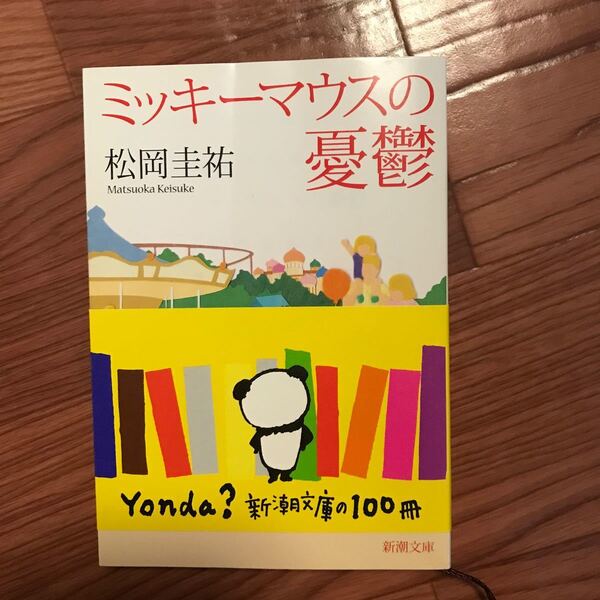 ミッキーマウスの
憂鬱
松岡圭祐
Matsuoka Keisuke
Yonda? 新潮文庫の100冊
新潮文庫